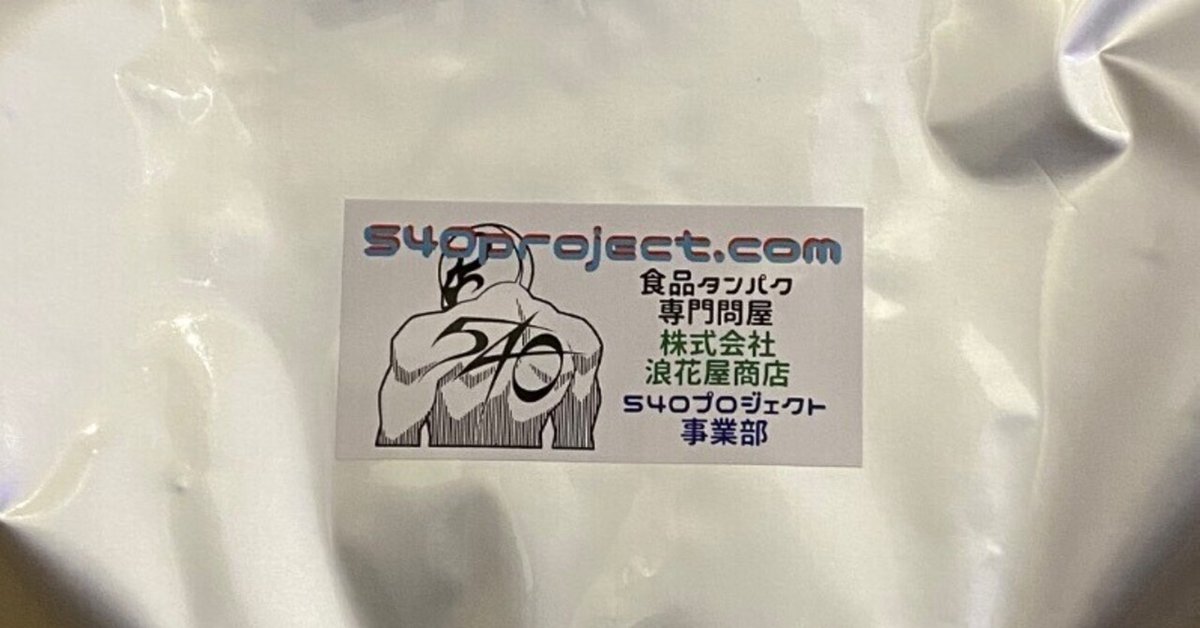 540project.com
540
食品タンパク
専門問屋
株式会社
浪花屋商店
540プロジェクト
事業部